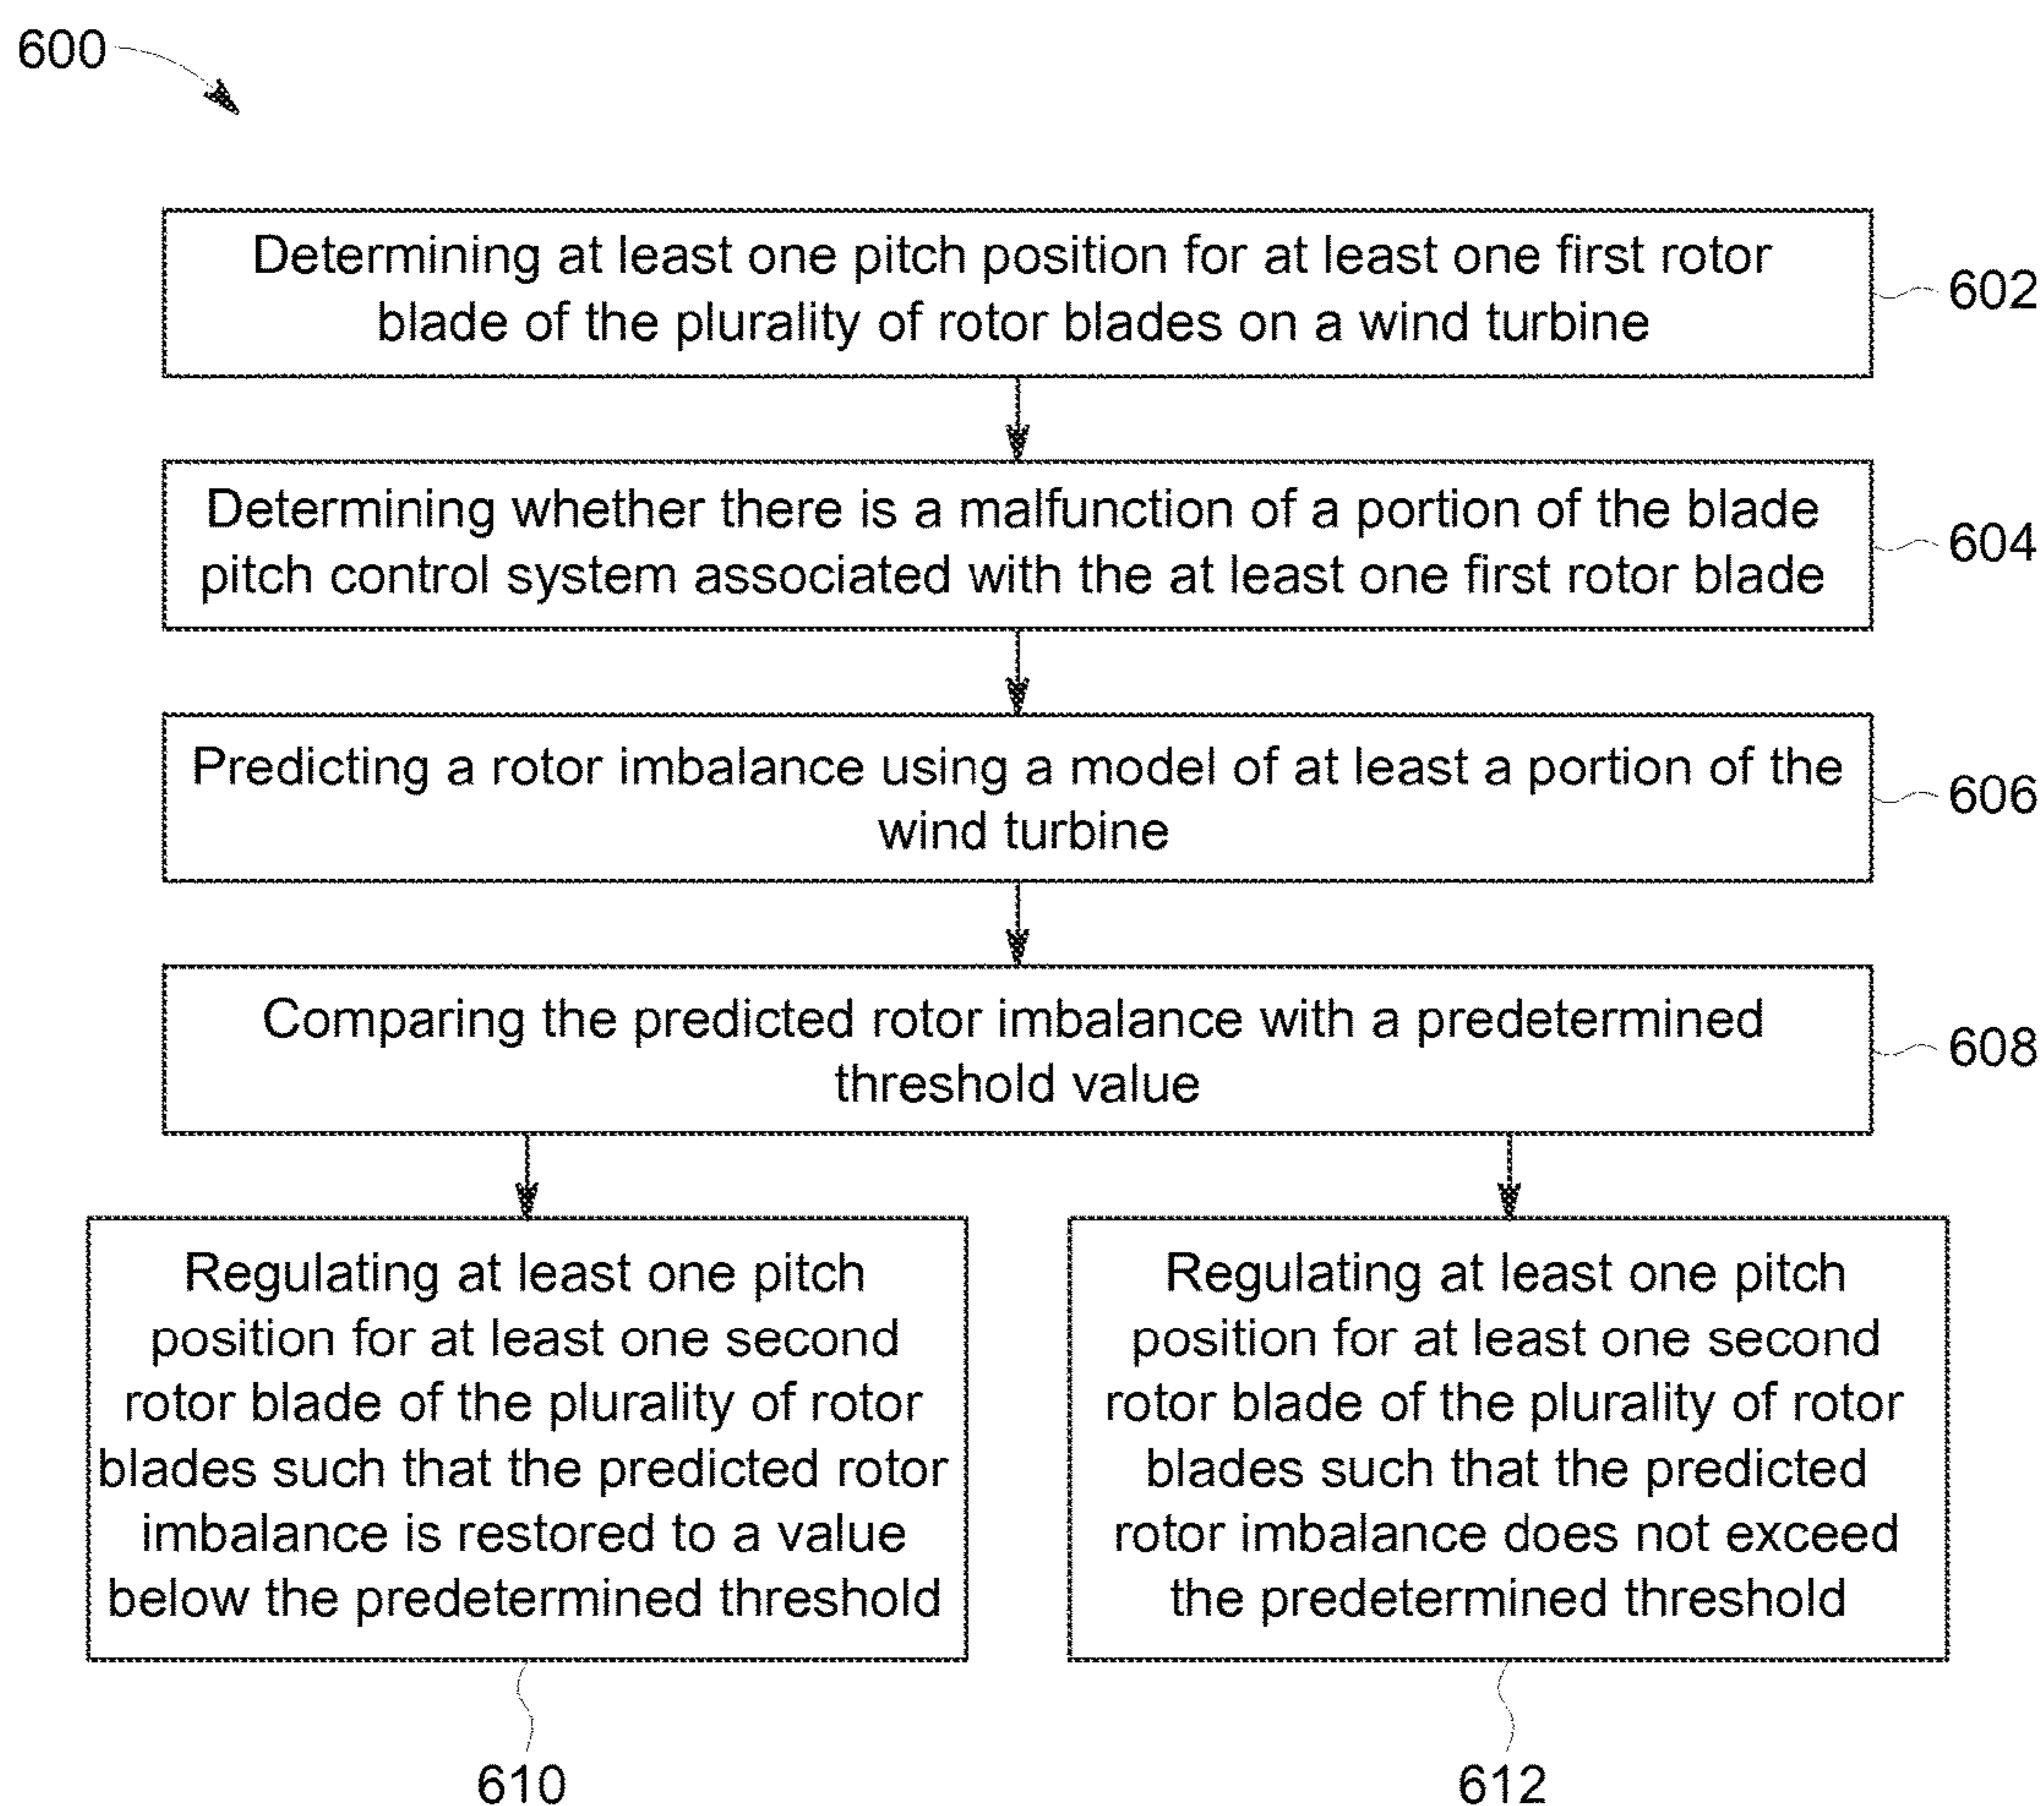 600
Determining at least one pitch position for at least one first rotor
blade of the plurality of rotor blades on a wind turbine
602
Determining whether there is a malfunction of a portion of the blade
pitch control system associated with the at least one first rotor blade
604
Predicting a rotor imbalance using a model of at least a portion of the
wind turbine
606
Comparing the predicted rotor imbalance with a predetermined
threshold value
608
Regulating at least one pitch
position for at least one second
rotor blade of the plurality of rotor
blades such that the predicted rotor
imbalance is restored to a value
below the predetermined threshold
610
Regulating at least one pitch
position for at least one second
rotor blade of the plurality of rotor
blades such that the predicted
rotor imbalance does not exceed
the predetermined threshold
612